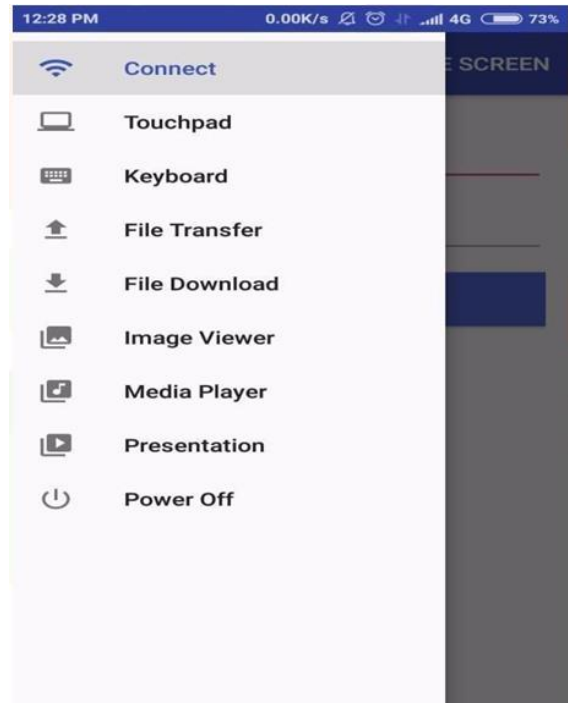 12:28 PM 0.00K/s 4G 73%
E SCREEN
Connect
Touchpad
Keyboard
File Transfer
File Download
Image Viewer
Media Player
Presentation
Power Off